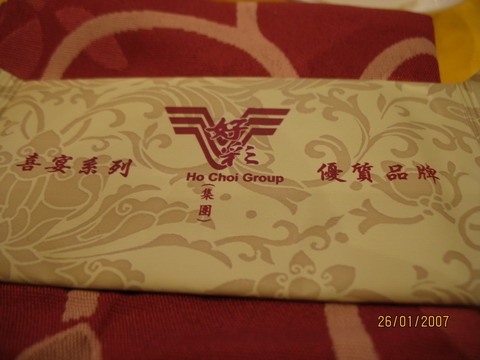 好彩
Ho Choi Group
(集團)
喜宴系列
優質品牌
26/01/2007